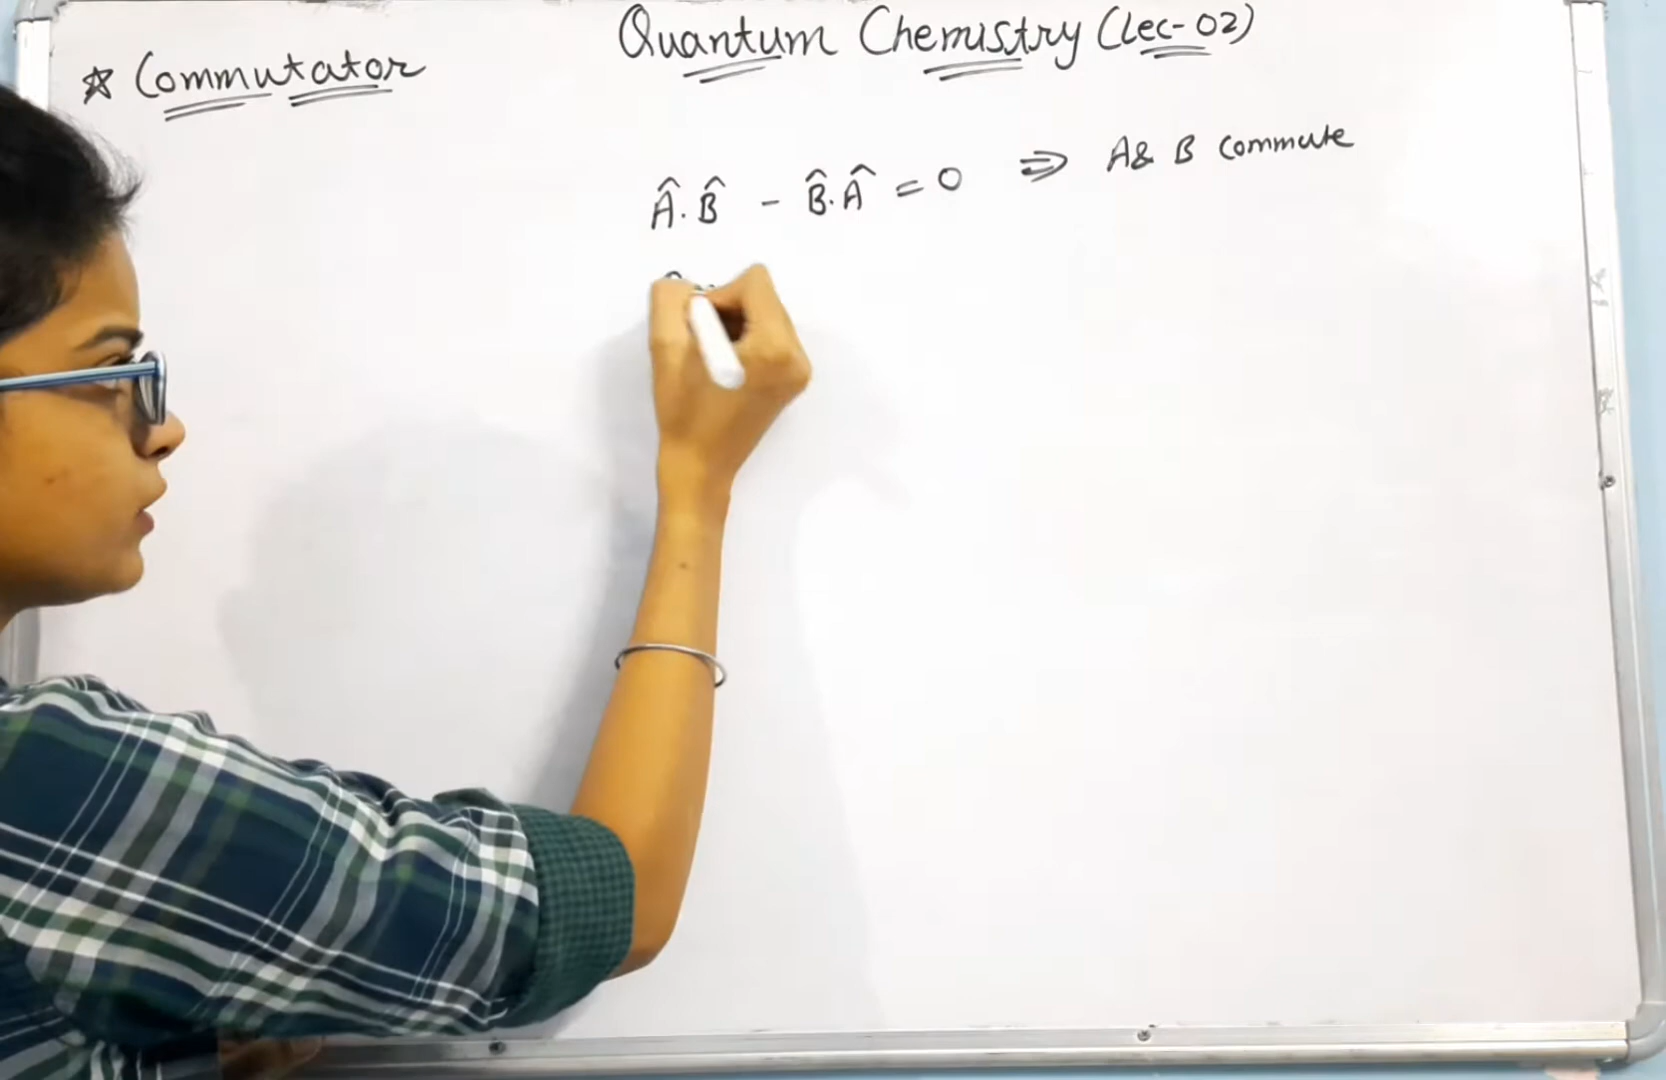 Quantum Chemistry (Lec-02)
☆ Commutator
Â.B̂ - B̂.Â = 0 ⇒ A & B commute